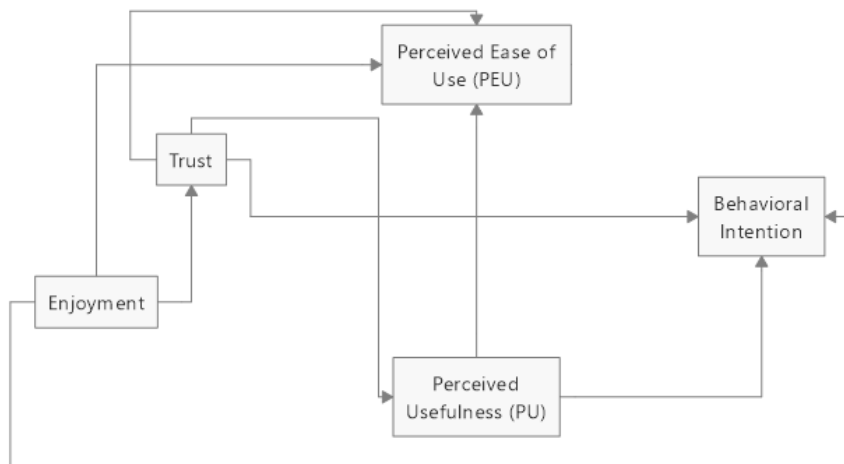 Perceived Ease of
Use (PEU)
Trust
Behavioral
Intention
Enjoyment
Perceived
Usefulness (PU)